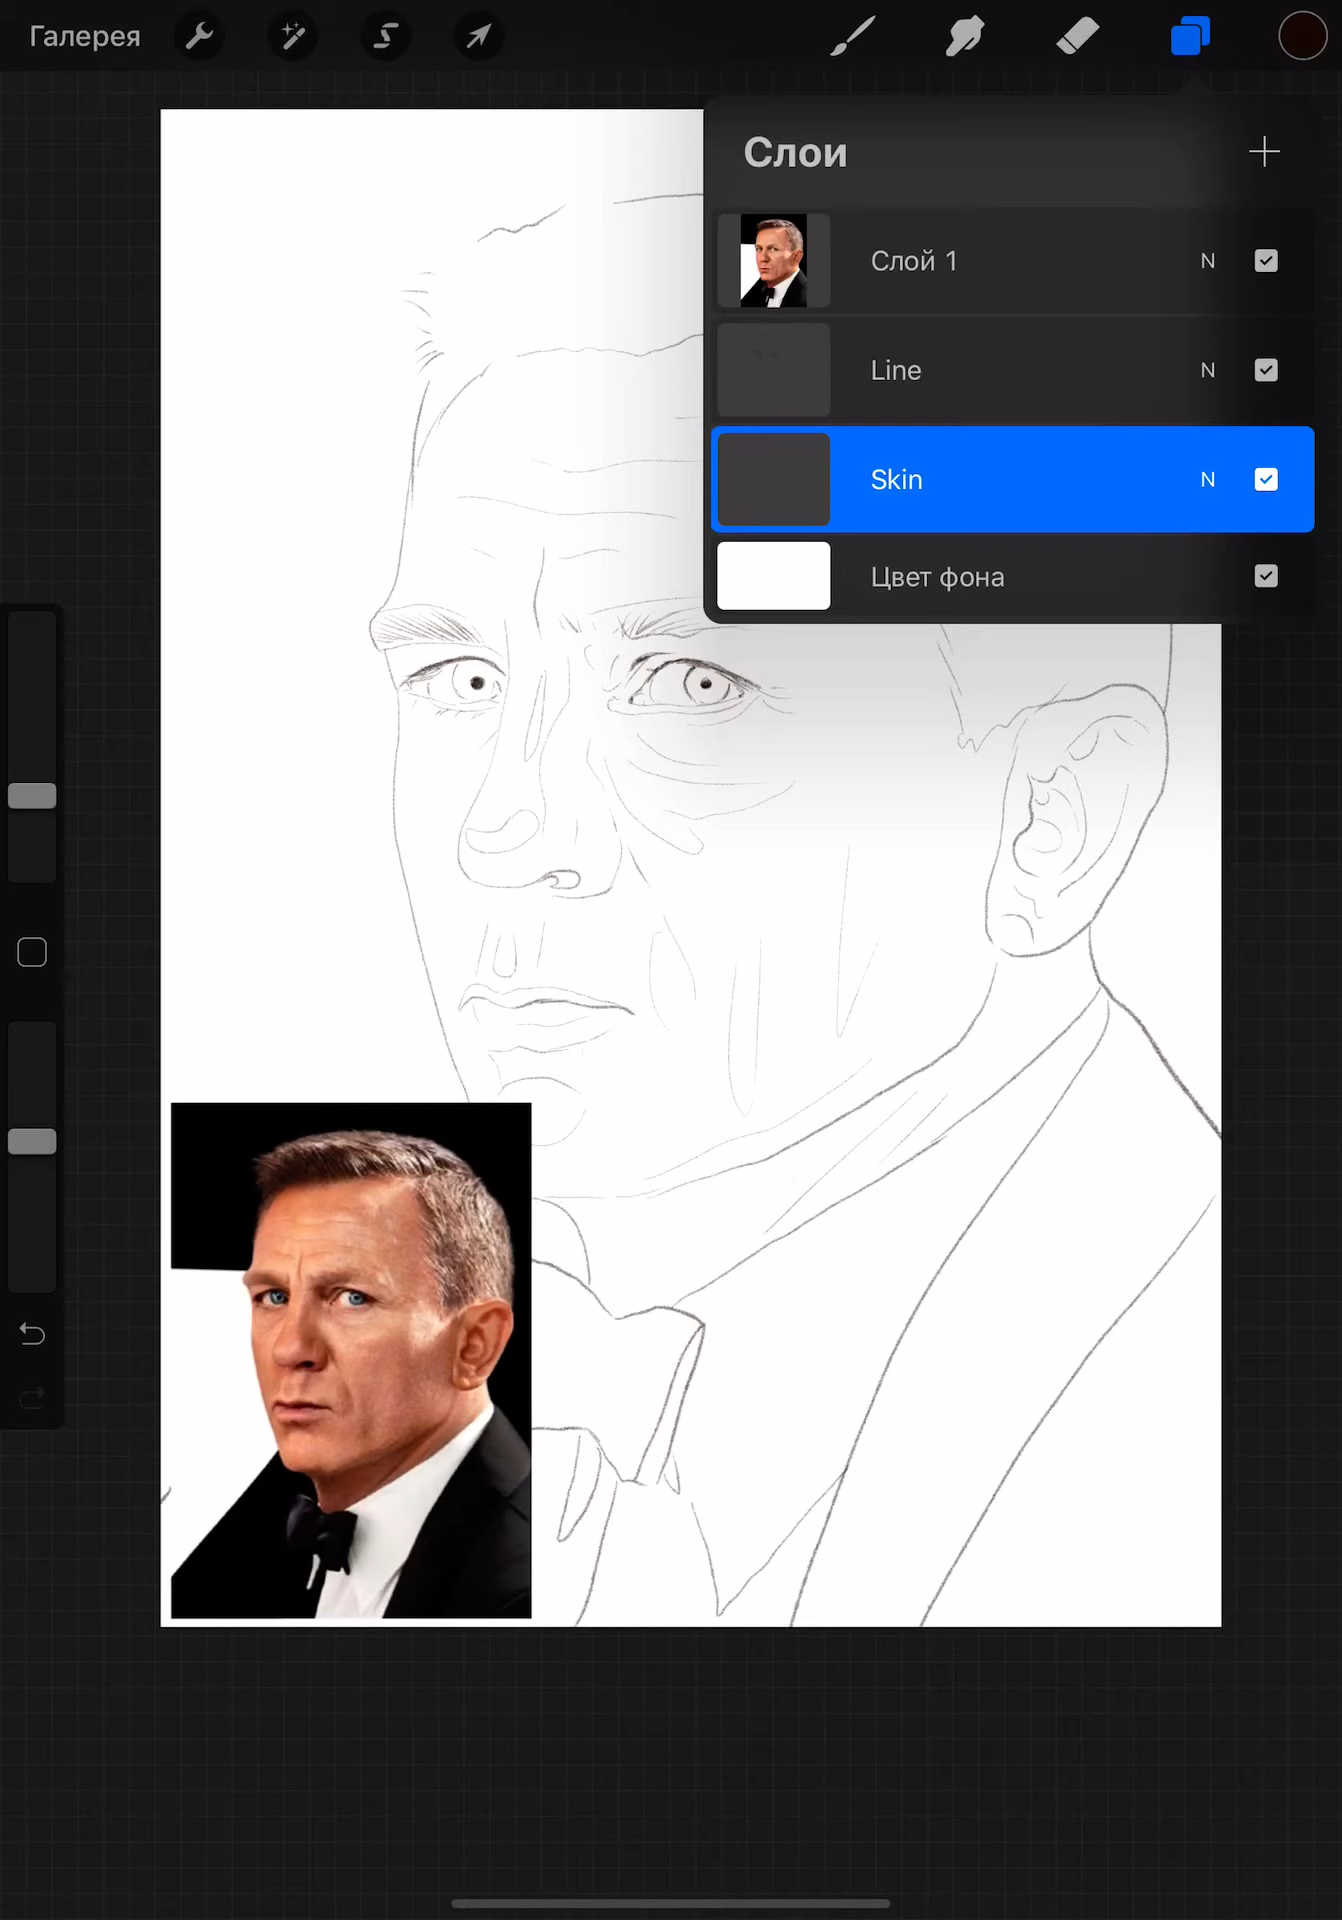 Галерея
Слои
Слой 1 N
Line N
Skin N
Цвет фона